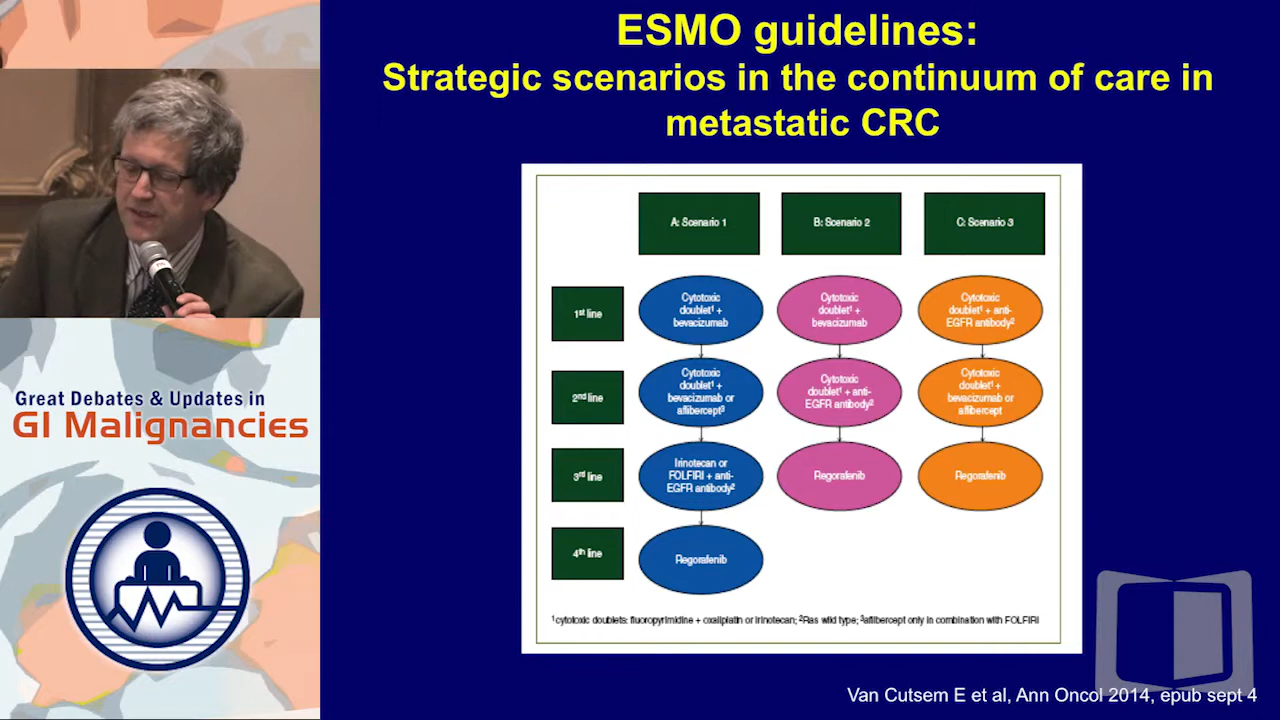 ESMO guidelines:
Strategic scenarios in the continuum of care in
metastatic CRC
Great Debates & Updates in
GI Malignancies
A: Scenario 1
B: Scenario 2
C: Scenario 3
1st line
Cytotoxic
doublet¹ +
bevacizumab
Cytotoxic
doublet¹ +
bevacizumab
Cytotoxic
doublet¹ + anti-
EGFR antibody²
2nd line
Cytotoxic
doublet¹ +
bevacizumab or
aflibercept³
Cytotoxic
doublet¹ + anti-
EGFR antibody²
Cytotoxic
doublet¹ +
bevacizumab or
aflibercept
3rd line
Irinotecan or
FOLFIRI + anti-
EGFR antibody²
Regorafenib
Regorafenib
4th line
Regorafenib
¹cytotoxic doublets: fluoropyrimidine + oxaliplatin or irinotecan; ²Ras wild type; ³aflibercept only in combination with FOLFIRI
Van Cutsem E et al, Ann Oncol 2014, epub sept 4